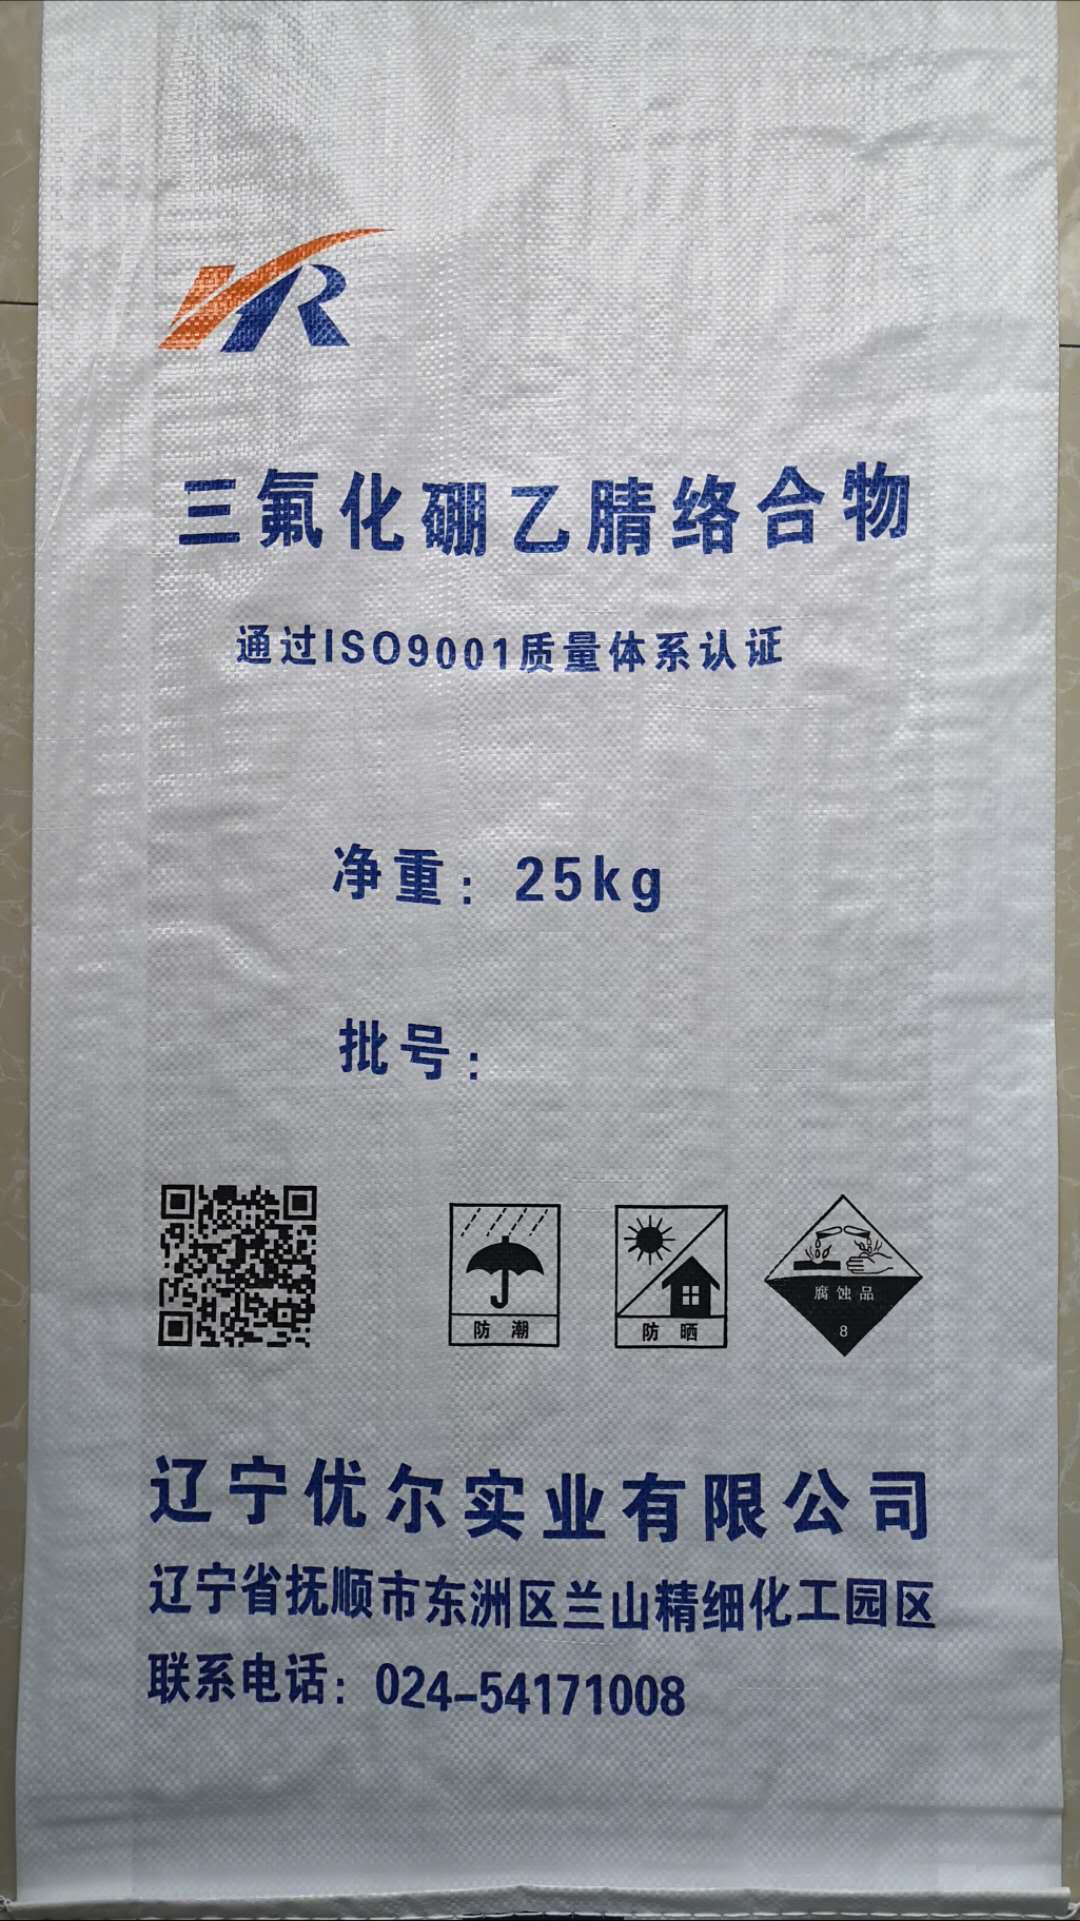 三氟化硼乙腈络合物
通过ISO9001质量体系认证
净重：25kg
批号：
防潮
防晒
腐蚀品
8
辽宁优尔实业有限公司
辽宁省抚顺市东洲区兰山精细化工园区
联系电话：024-54171008